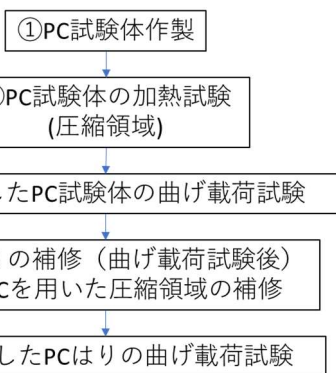 ①PC試験体作製
PC試験体の加熱試験
(圧縮領域)
したPC試験体の曲げ載荷試験
の補修（曲げ載荷試験後）
Cを用いた圧縮領域の補修
したPCはりの曲げ載荷試験